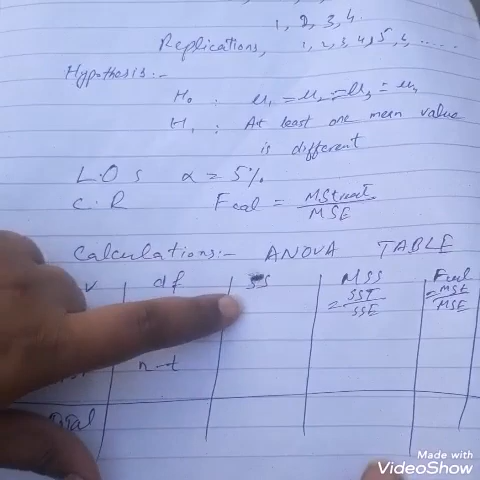 1, 2, 3, 4.
Replications, 1, 2, 3, 4, 5, 6, .....
Hypothesis:-
H₀ : μ₁ = μ₂ = μ₃ = μ₄
H₁ : At least one mean value
is different
L.O S α = 5%
C.R Fcal = MStreat/MSE
Calculations:- ANOVA TABLE
V df SS MSS Fcal
= SST/SSE = MSt/MSE
n-t
Total
Made with
VideoShow